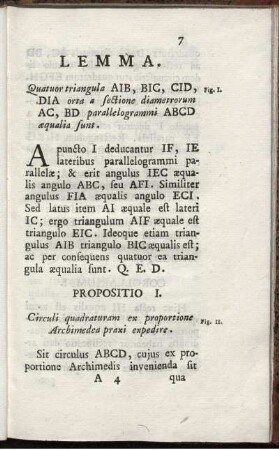 7
LEMMA.
Quatuor triangula AIB, BIC, CID, Fig. I.
DIA orta a sectione diametrorum
AC, BD parallelogrammi ABCD
æqualia sunt.
A puncto I deducantur IF, IE
lateribus parallelogrammi pa-
rallelæ; & erit angulus IEC æqua-
lis angulo ABC, seu AFI. Similiter
angulus FIA æqualis angulo ECI.
Sed latus item AI æquale est lateri
IC; ergo triangulum AIF æquale est
triangulo EIC. Ideoque etiam trian-
gulus AIB triangulo BIC æqualis est;
ac per consequens quatuor ea trian-
gula æqualia sunt. Q. E. D.
PROPOSITIO I.
Circuli quadraturam ex proportione Fig. II.
Archimedea praxi expedire.
Sit circulus ABCD, cujus ex pro-
portione Archimedis invenienda sit
A 4 qua